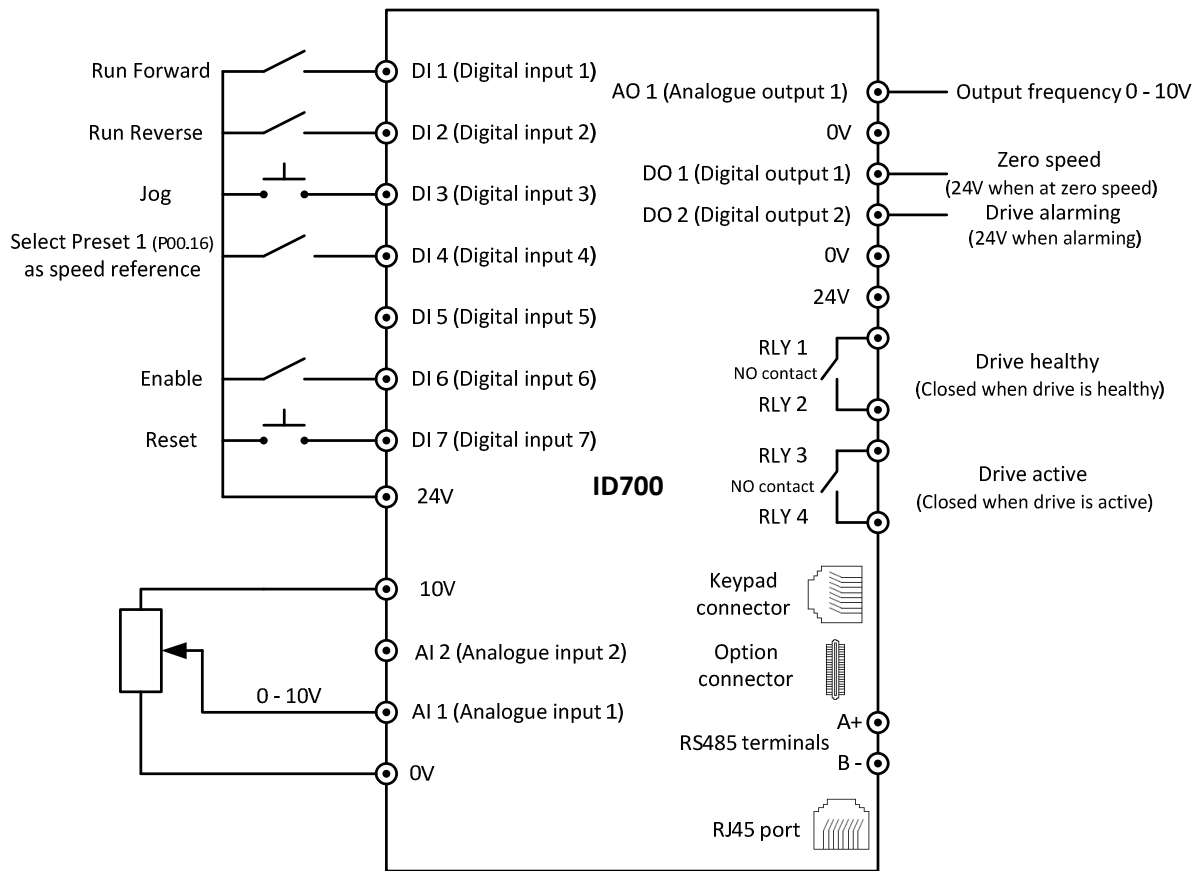 Run Forward
DI 1 (Digital input 1)
Run Reverse
DI 2 (Digital input 2)
Jog
DI 3 (Digital input 3)
Select Preset 1 (P00.16)
as speed reference
DI 4 (Digital input 4)
DI 5 (Digital input 5)
Enable
DI 6 (Digital input 6)
Reset
DI 7 (Digital input 7)
24V
10V
AI 2 (Analogue input 2)
0 - 10V
AI 1 (Analogue input 1)
0V
ID700
AO 1 (Analogue output 1)
Output frequency 0 - 10V
0V
DO 1 (Digital output 1)
Zero speed
(24V when at zero speed)
DO 2 (Digital output 2)
Drive alarming
(24V when alarming)
0V
24V
RLY 1
NO contact
RLY 2
Drive healthy
(Closed when drive is healthy)
RLY 3
NO contact
RLY 4
Drive active
(Closed when drive is active)
Keypad
connector
Option
connector
A+
RS485 terminals
B -
RJ45 port